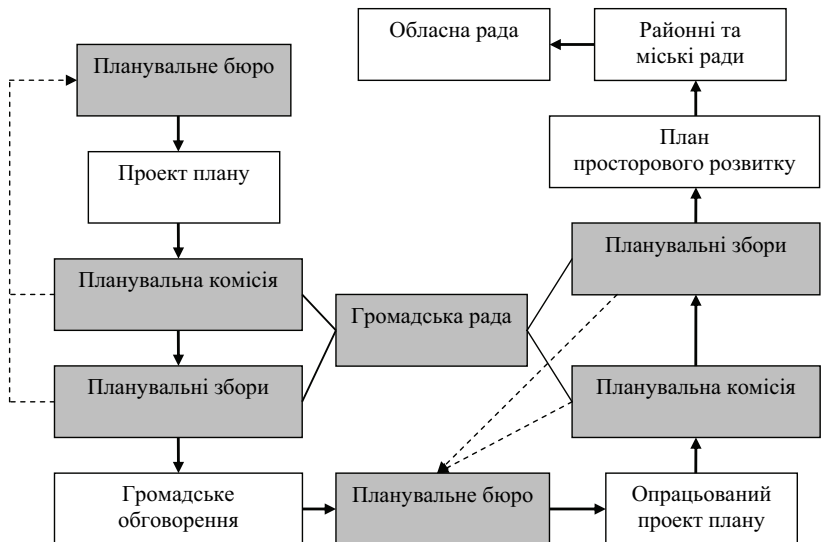 Планувальне бюро
Проект плану
Планувальна комісія
Планувальні збори
Громадське
обговорення
Громадська рада
Планувальне бюро
Опрацьований
проект плану
Планувальна комісія
Планувальні збори
План
просторового розвитку
Районні та
міські ради
Обласна рада